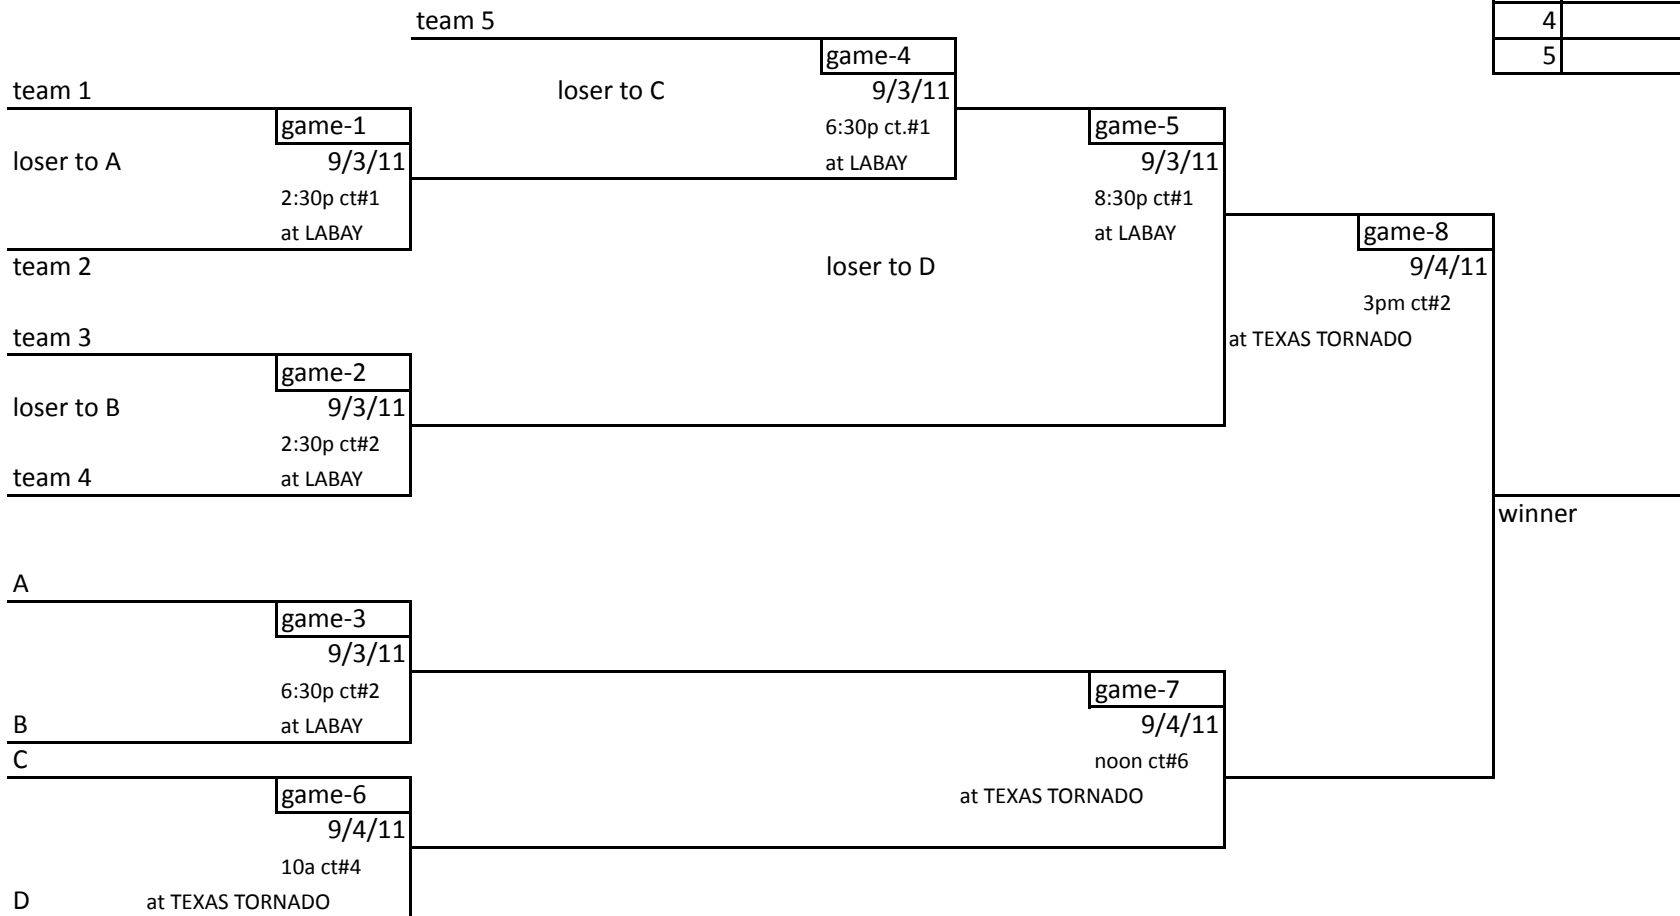 team 5
4
game-4
5
team 1
loser to C
9/3/11
game-1
6:30p ct.#1
game-5
loser to A
9/3/11
at LABAY
9/3/11
2:30p ct#1
8:30p ct#1
at LABAY
at LABAY
game-8
team 2
loser to D
9/4/11
3pm ct#2
team 3
at TEXAS TORNADO
game-2
loser to B
9/3/11
2:30p ct#2
team 4
at LABAY
winner
A
game-3
9/3/11
6:30p ct#2
game-7
B
at LABAY
9/4/11
C
noon ct#6
game-6
at TEXAS TORNADO
9/4/11
10a ct#4
D
at TEXAS TORNADO